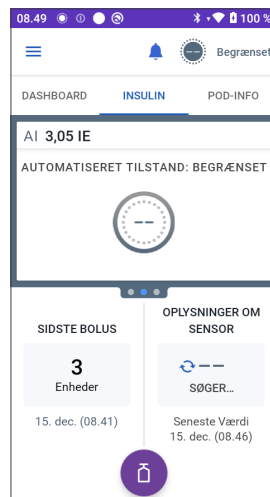 08.49 100 %
Begrænset
DASHBOARD INSULIN POD-INFO
AI 3,05 IE
AUTOMATISERET TILSTAND: BEGRÆNSET
SIDSTE BOLUS
OPLYSNINGER OM
SENSOR
3
Enheder
SØGER...
15. dec. (08.41)
Seneste Værdi
15. dec. (08.46)